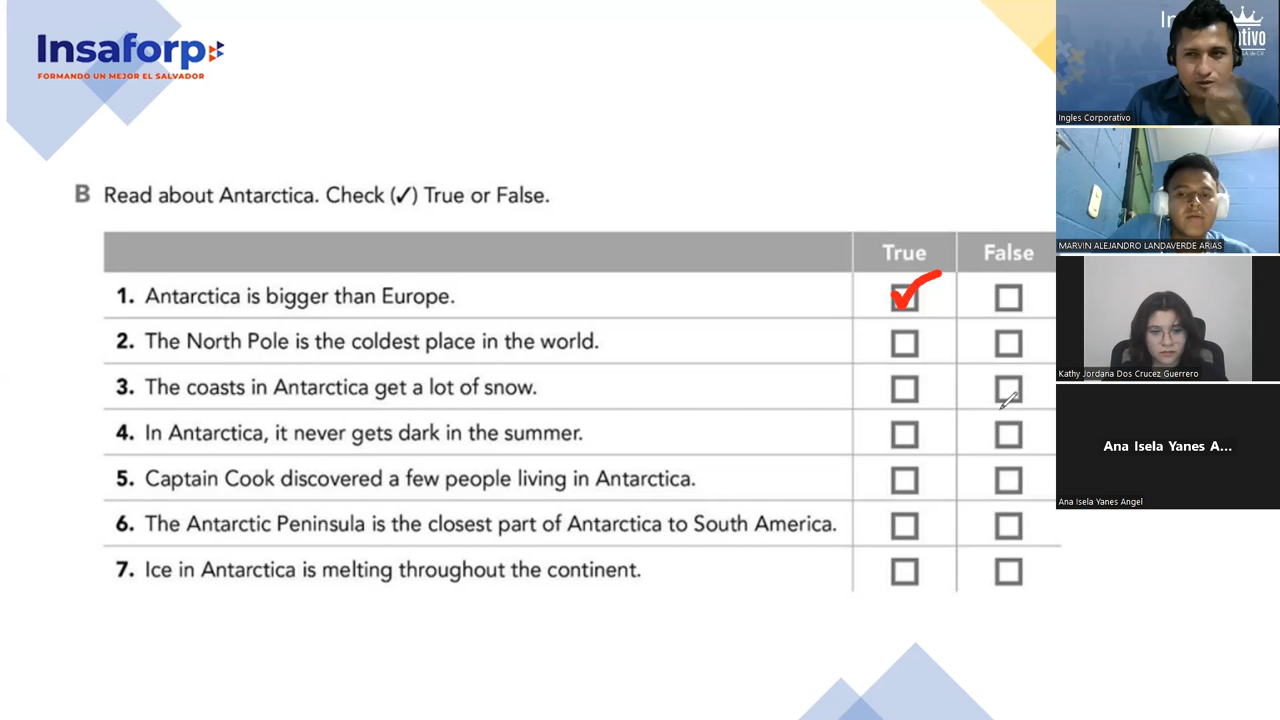 Insaforp
FORMANDO UN MEJOR EL SALVADOR
B Read about Antarctica. Check (✓) True or False.
True False
1. Antarctica is bigger than Europe.
2. The North Pole is the coldest place in the world.
3. The coasts in Antarctica get a lot of snow.
4. In Antarctica, it never gets dark in the summer.
5. Captain Cook discovered a few people living in Antarctica.
6. The Antarctic Peninsula is the closest part of Antarctica to South America.
7. Ice in Antarctica is melting throughout the continent.
Ingles Corporativo
MARVIN ALEJANDRO LANDAVERDE ARIAS
Kathy Jordana Dos Crucez Guerrero
Ana Isela Yanes A...
Ana Isela Yanes Angel